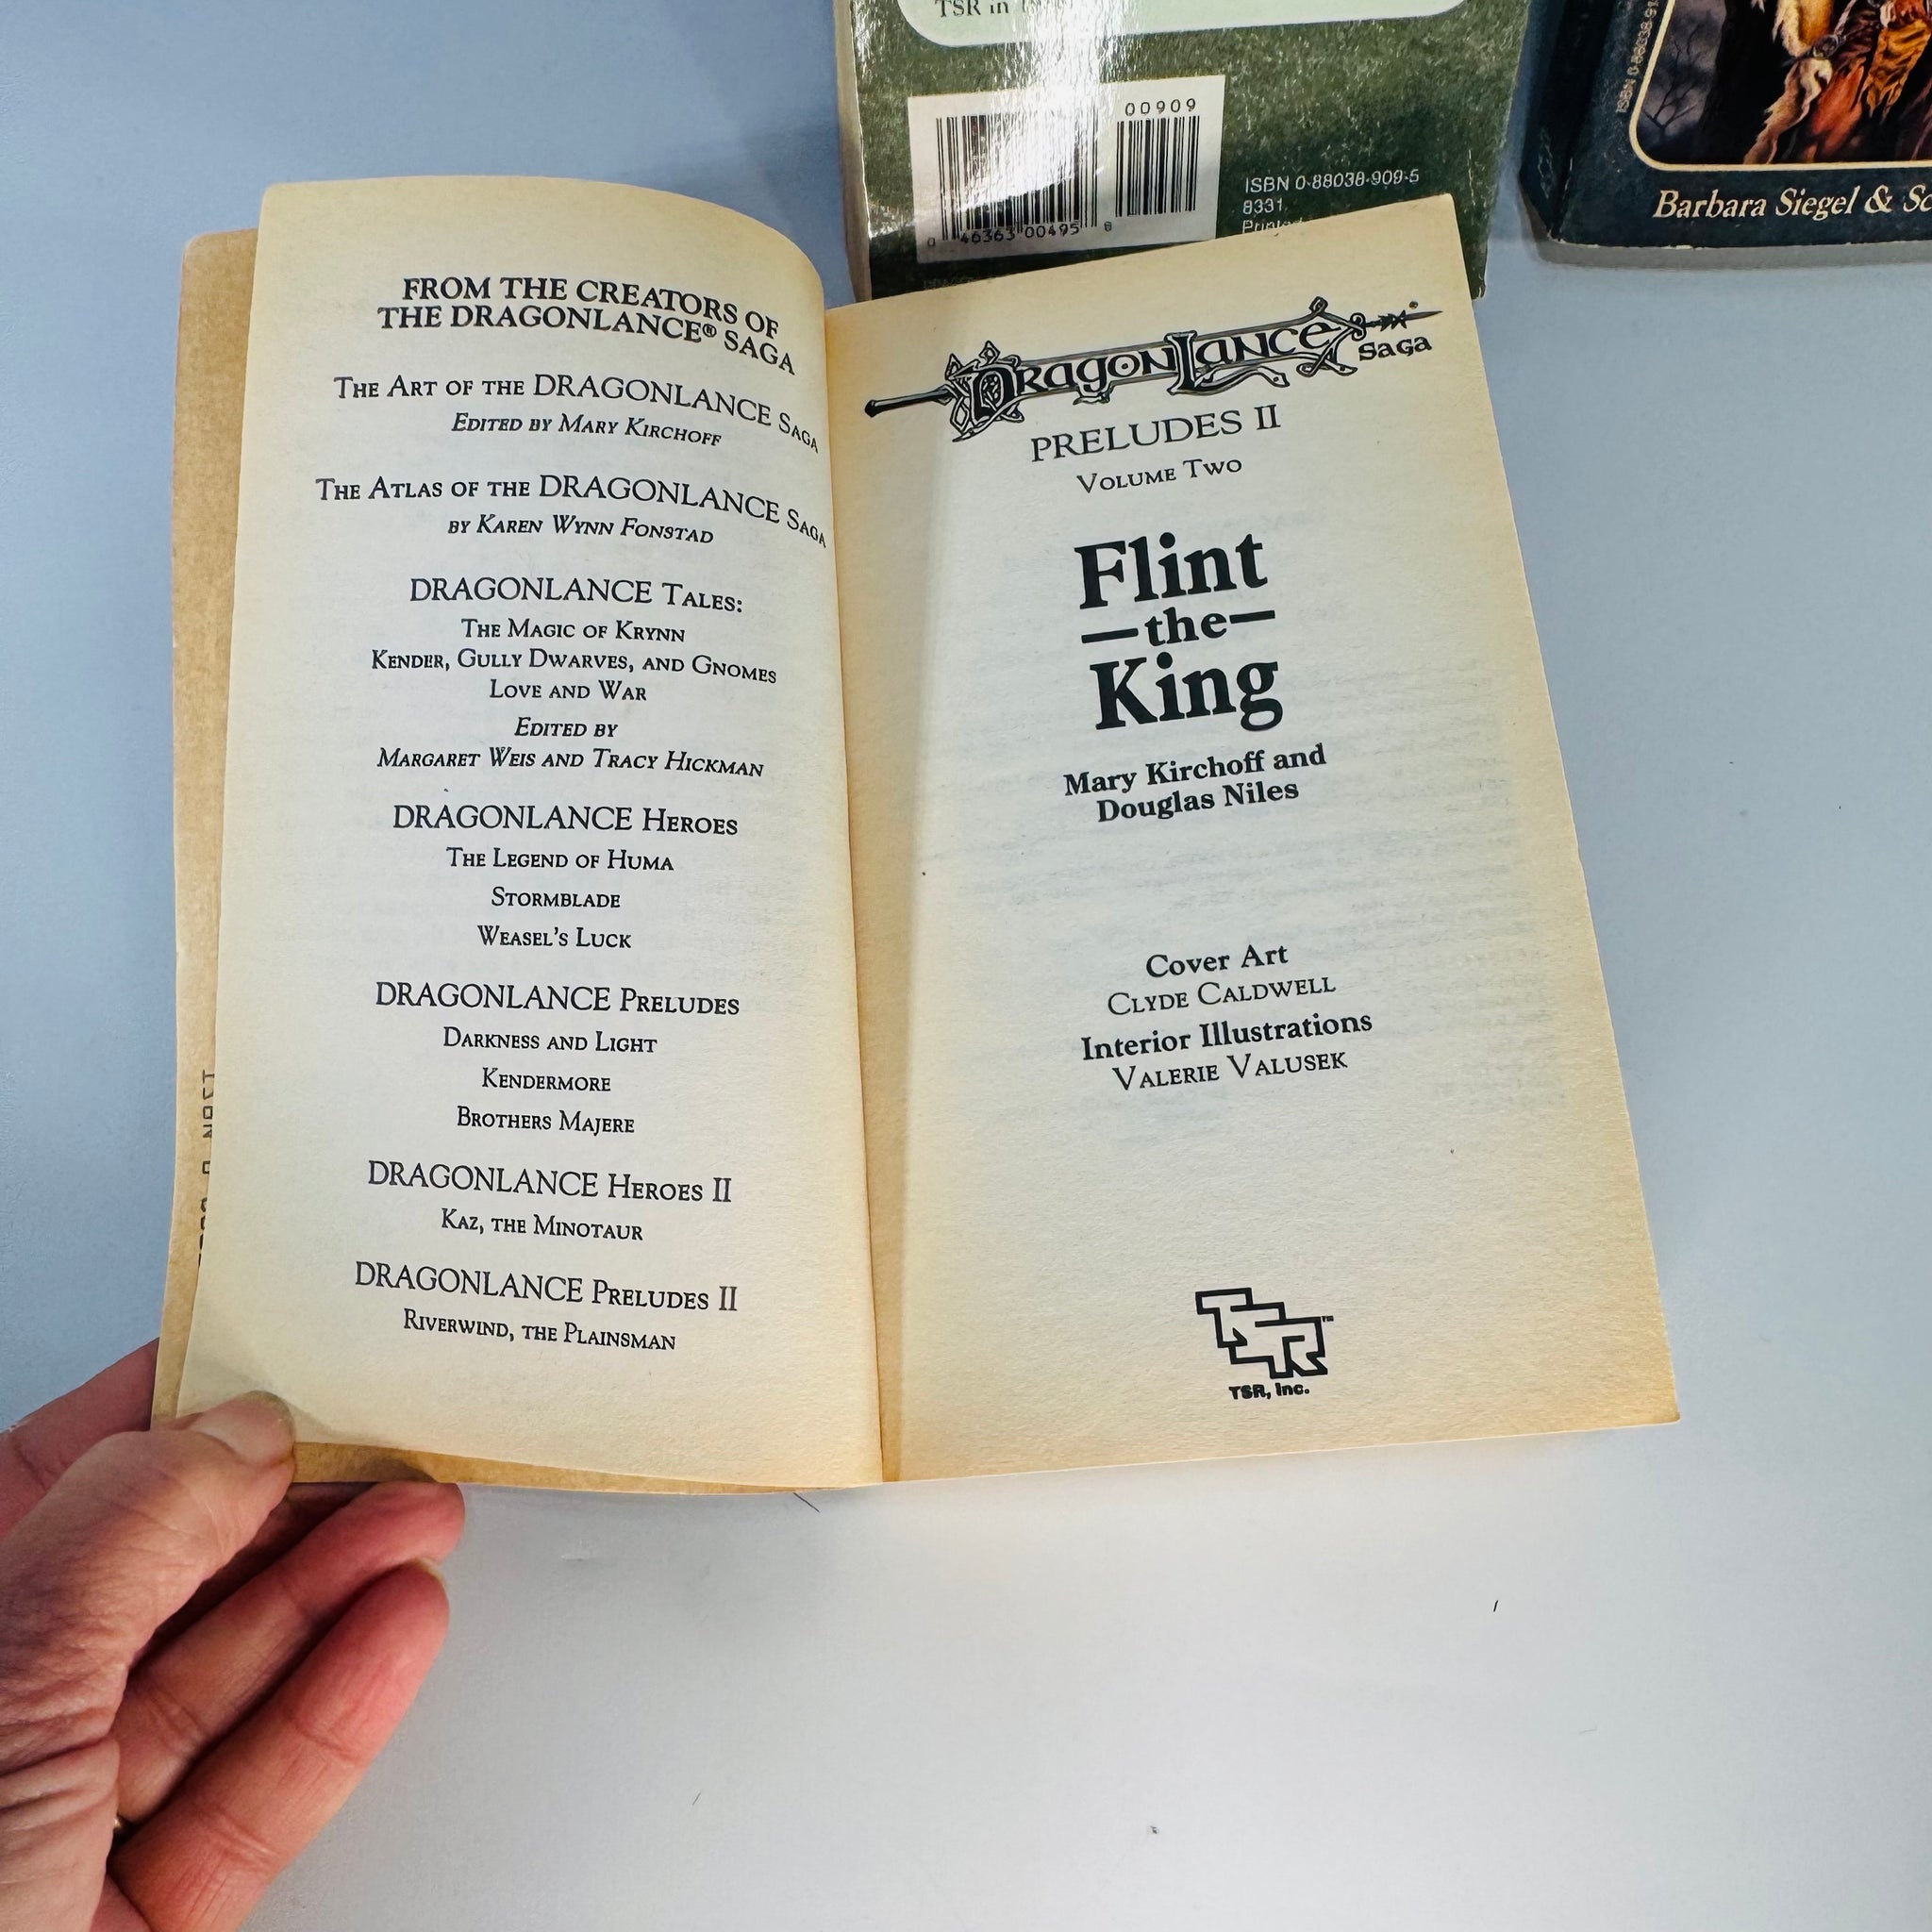 TSR in
00909
0 46363 00495 8
ISBN 0-88038-909-5
8331
Printed
ISBN 0-88038-91
Barbara Siegel & Sc
FROM THE CREATORS OF
THE DRAGONLANCE® SAGA
THE ART OF THE DRAGONLANCE SAGA
EDITED BY MARY KIRCHOFF
THE ATLAS OF THE DRAGONLANCE SAGA
BY KAREN WYNN FONSTAD
DRAGONLANCE TALES:
THE MAGIC OF KRYNN
KENDER, GULLY DWARVES, AND GNOMES
LOVE AND WAR
EDITED BY
MARGARET WEIS AND TRACY HICKMAN
DRAGONLANCE HEROES
THE LEGEND OF HUMA
STORMBLADE
WEASEL'S LUCK
DRAGONLANCE PRELUDES
DARKNESS AND LIGHT
KENDERMORE
BROTHERS MAJERE
DRAGONLANCE HEROES II
KAZ, THE MINOTAUR
DRAGONLANCE PRELUDES II
RIVERWIND, THE PLAINSMAN
DRAGONLANCE®
SAGA
PRELUDES II
VOLUME TWO
Flint
—the—
King
Mary Kirchoff and
Douglas Niles
Cover Art
CLYDE CALDWELL
Interior Illustrations
VALERIE VALUSEK
TSR™
TSR, Inc.